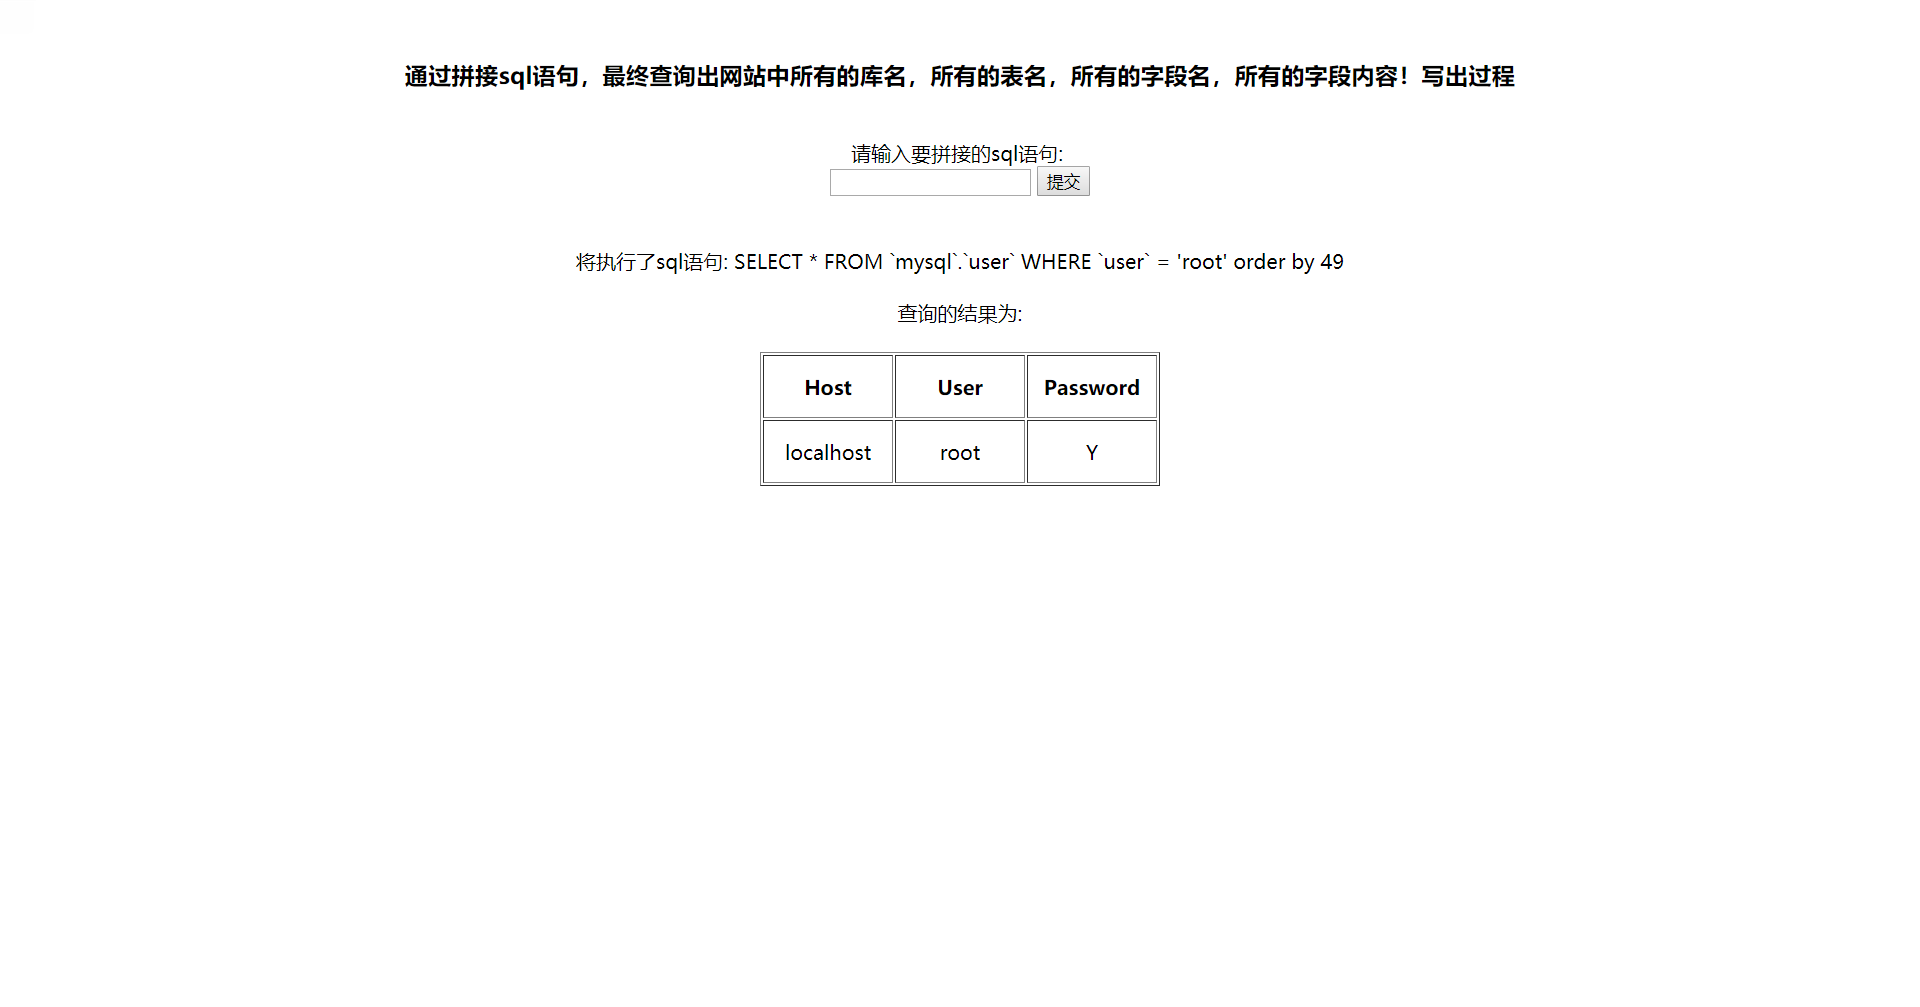 通过拼接sql语句，最终查询出网站中所有的库名，所有的表名，所有的字段名，所有的字段内容！写出过程
请输入要拼接的sql语句:
提交
将执行了sql语句: SELECT * FROM `mysql`.`user` WHERE `user` = 'root' order by 49
查询的结果为:
Host User Password
localhost root Y